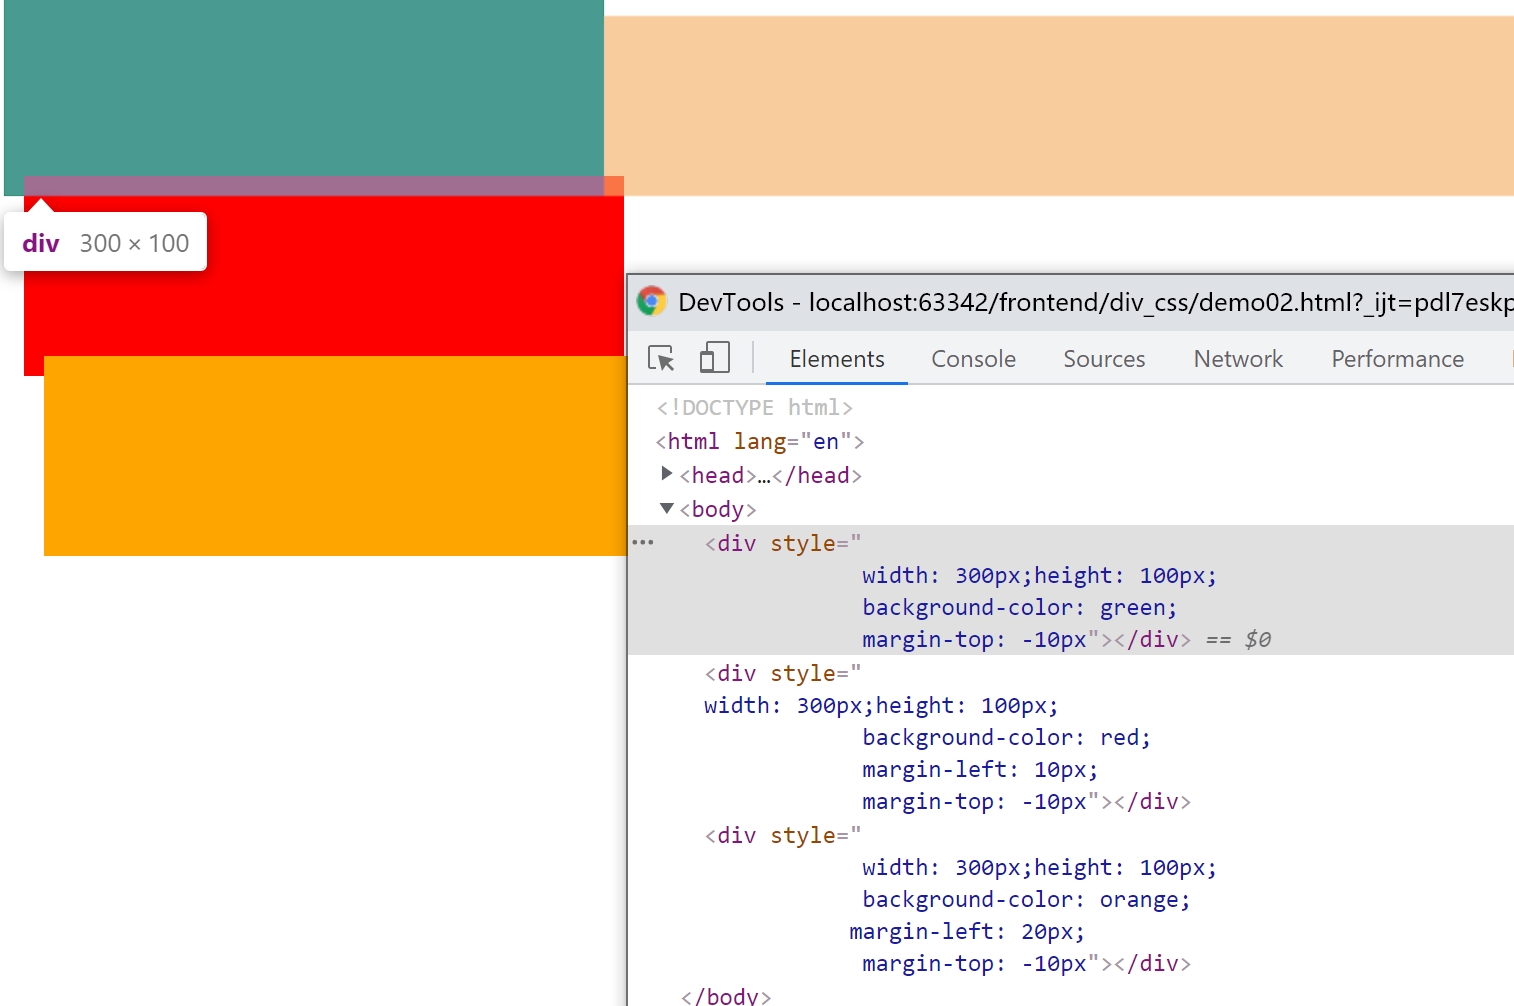 div 300 × 100
DevTools - localhost:63342/frontend/div_css/demo02.html?_ijt=pdl7eskp
Elements Console Sources Network Performance
<!DOCTYPE html>
<html lang="en">
<head>…</head>
<body>
<div style="
width: 300px;height: 100px;
background-color: green;
margin-top: -10px"></div> == $0
<div style="
width: 300px;height: 100px;
background-color: red;
margin-left: 10px;
margin-top: -10px"></div>
<div style="
width: 300px;height: 100px;
background-color: orange;
margin-left: 20px;
margin-top: -10px"></div>
</body>